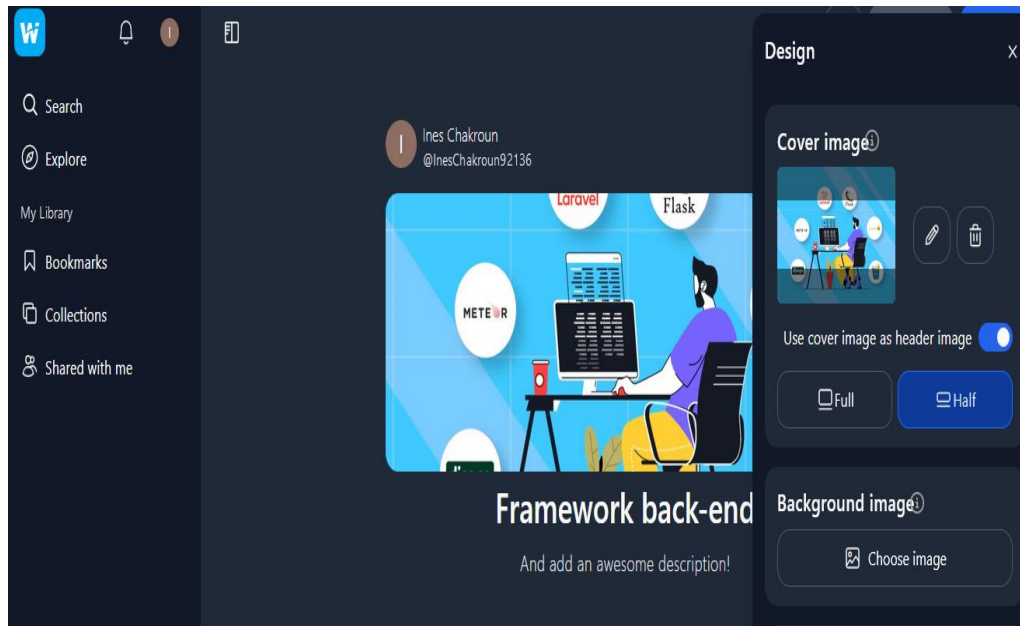 W
I
Search
Explore
My Library
Bookmarks
Collections
Shared with me
I
Ines Chakroun
@InesChakroun92136
Laravel
Flask
METEOR
Framework back-end
And add an awesome description!
Design
Cover image
Use cover image as header image
Full
Half
Background image
Choose image